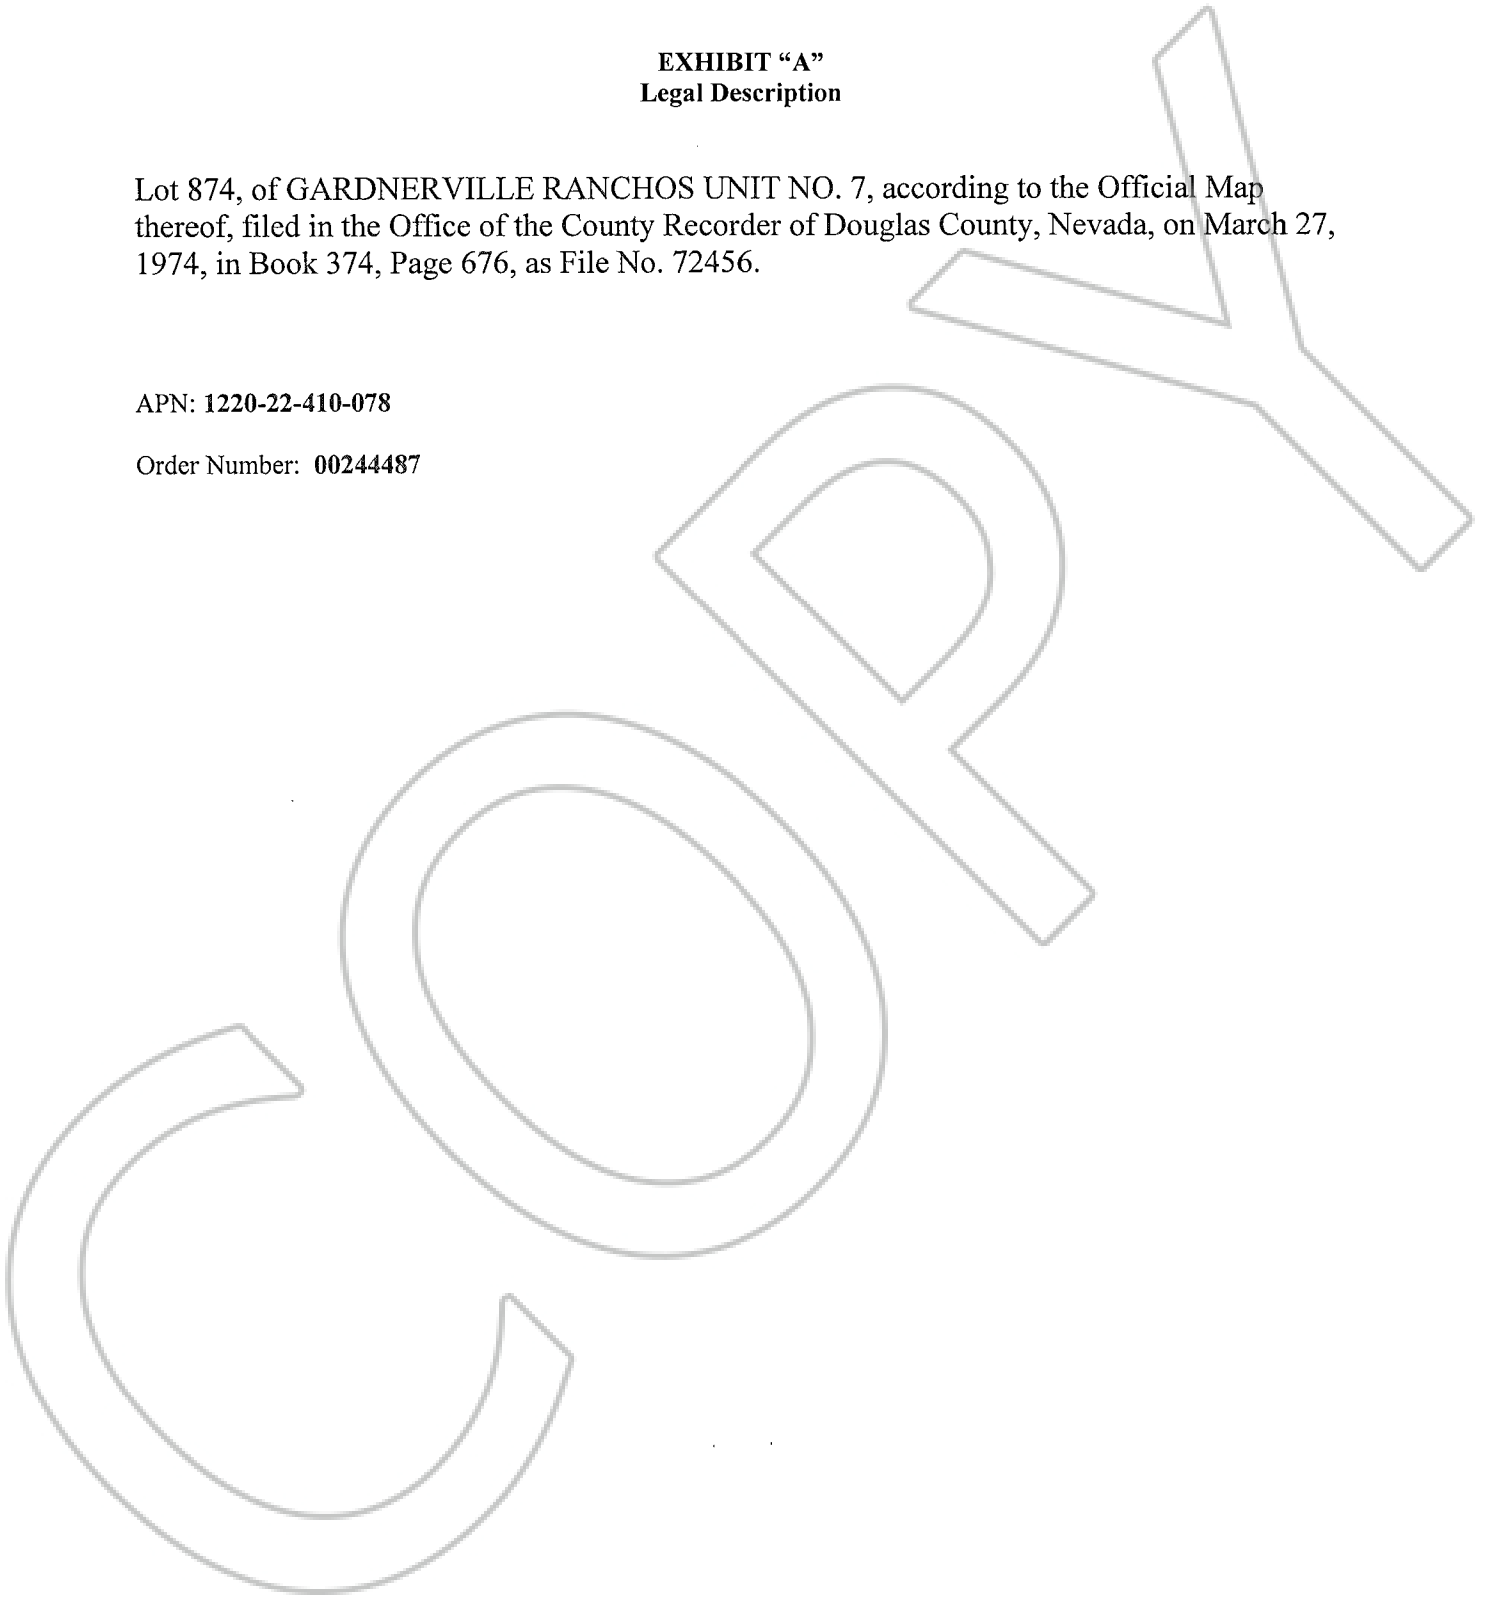 EXHIBIT “A”
Legal Description
Lot 874, of GARDNERVILLE RANCHOS UNIT NO. 7, according to the Official Map
thereof, filed in the Office of the County Recorder of Douglas County, Nevada, on March 27,
1974, in Book 374, Page 676, as File No. 72456.
APN: 1220-22-410-078
Order Number: 00244487
COPY